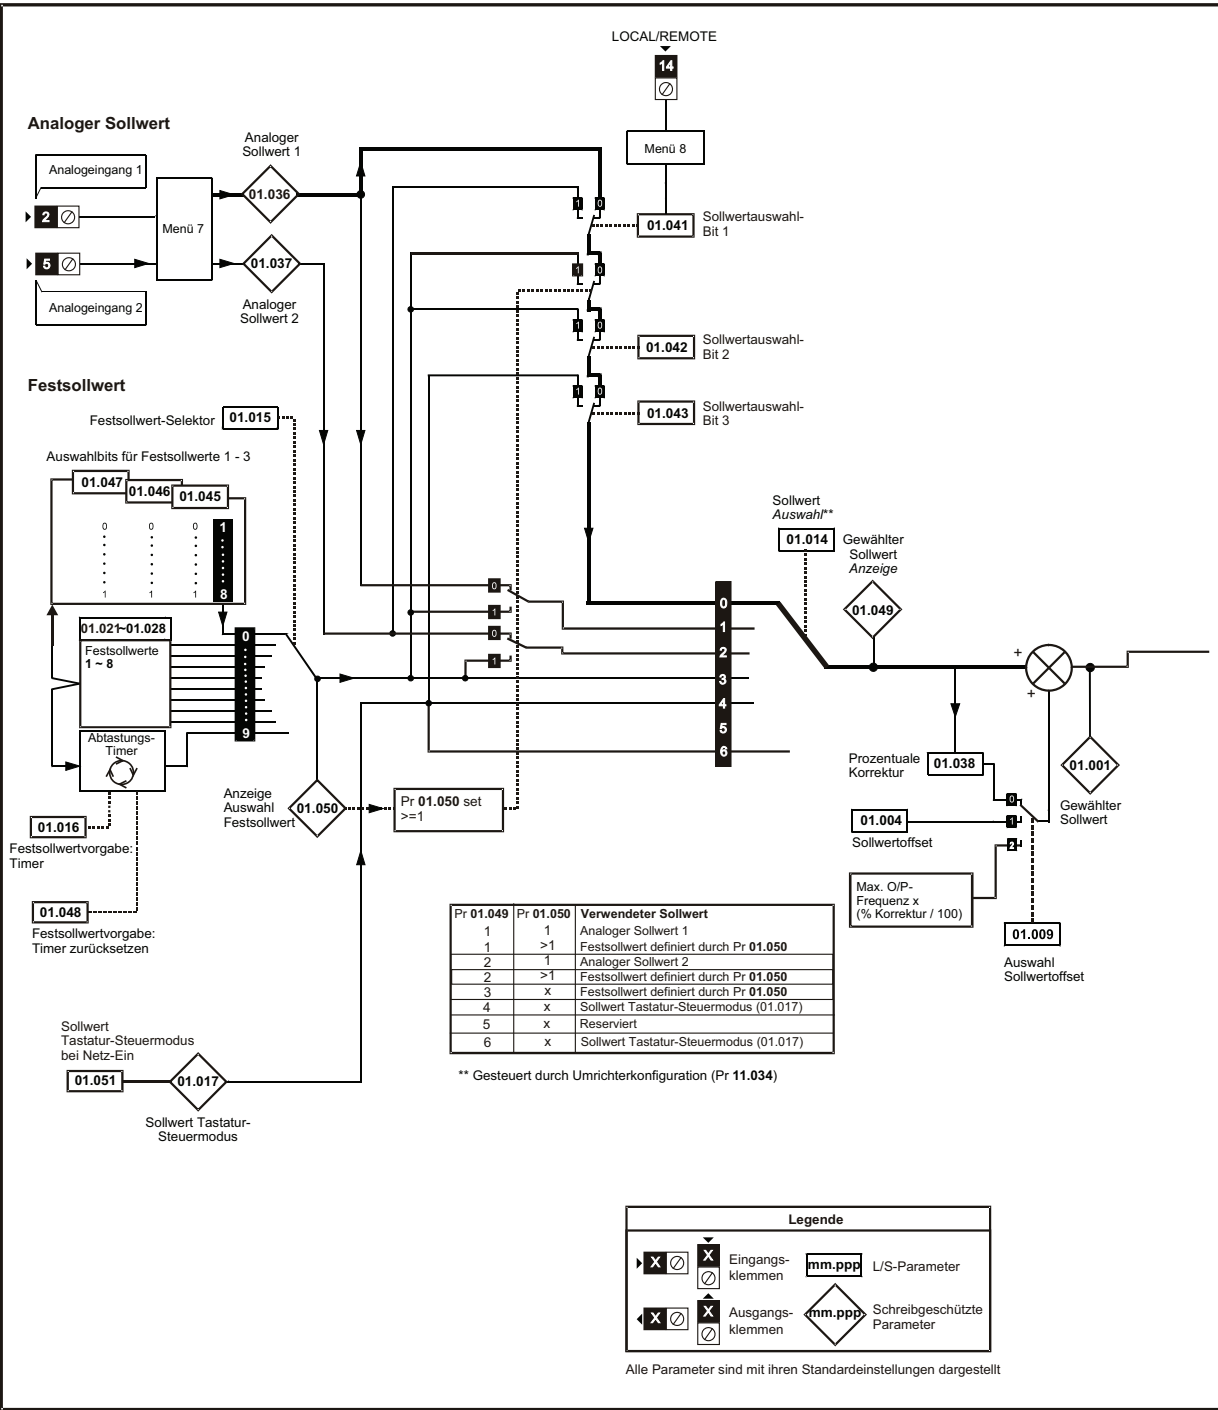 LOCAL/REMOTE
14
Menü 8
Analoger Sollwert
Analogeingang 1
2
5
Analogeingang 2
Menü 7
Analoger
Sollwert 1
01.036
01.037
Analoger
Sollwert 2
1 0
01.041
Sollwertauswahl-
Bit 1
1 0
1 0
01.042
Sollwertauswahl-
Bit 2
1 0
01.043
Sollwertauswahl-
Bit 3
Festsollwert
Festsollwert-Selektor
01.015
Auswahlbits für Festsollwerte 1 - 3
01.047
01.046
01.045
0 0 0 1
1 1 1 8
01.021~01.028
Festsollwerte
1 ~ 8
0
9
Abtastungs-
Timer
01.016
Festsollwertvorgabe:
Timer
01.048
Festsollwertvorgabe:
Timer zurücksetzen
Anzeige
Auswahl
Festsollwert
01.050
Pr 01.050 set
>=1
0
1
0
1
0
1
2
3
4
5
6
Sollwert
Auswahl**
01.014
Gewählter
Sollwert
Anzeige
01.049
+
+
Prozentuale
Korrektur
01.038
01.001
Gewählter
Sollwert
01.004
Sollwertoffset
0
1
2
Max. O/P-
Frequenz x
(% Korrektur / 100)
01.009
Auswahl
Sollwertoffset
Pr 01.049 Pr 01.050 Verwendeter Sollwert
1 1 Analoger Sollwert 1
1 >1 Festsollwert definiert durch Pr 01.050
2 1 Analoger Sollwert 2
2 >1 Festsollwert definiert durch Pr 01.050
3 x Festsollwert definiert durch Pr 01.050
4 x Sollwert Tastatur-Steuermodus (01.017)
5 x Reserviert
6 x Sollwert Tastatur-Steuermodus (01.017)
** Gesteuert durch Umrichterkonfiguration (Pr 11.034)
Sollwert
Tastatur-Steuermodus
bei Netz-Ein
01.051
01.017
Sollwert Tastatur-
Steuermodus
Legende
X
X
Eingangs-
klemmen
mm.ppp
L/S-Parameter
X
X
Ausgangs-
klemmen
mm.ppp
Schreibgeschützte
Parameter
Alle Parameter sind mit ihren Standardeinstellungen dargestellt